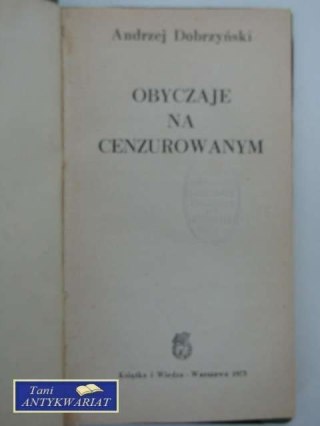 Andrzej Dobrzyński
OBYCZAJE
NA
CENZUROWANYM
Książka i Wiedza - Warszawa
Tani
ANTYKWARIAT